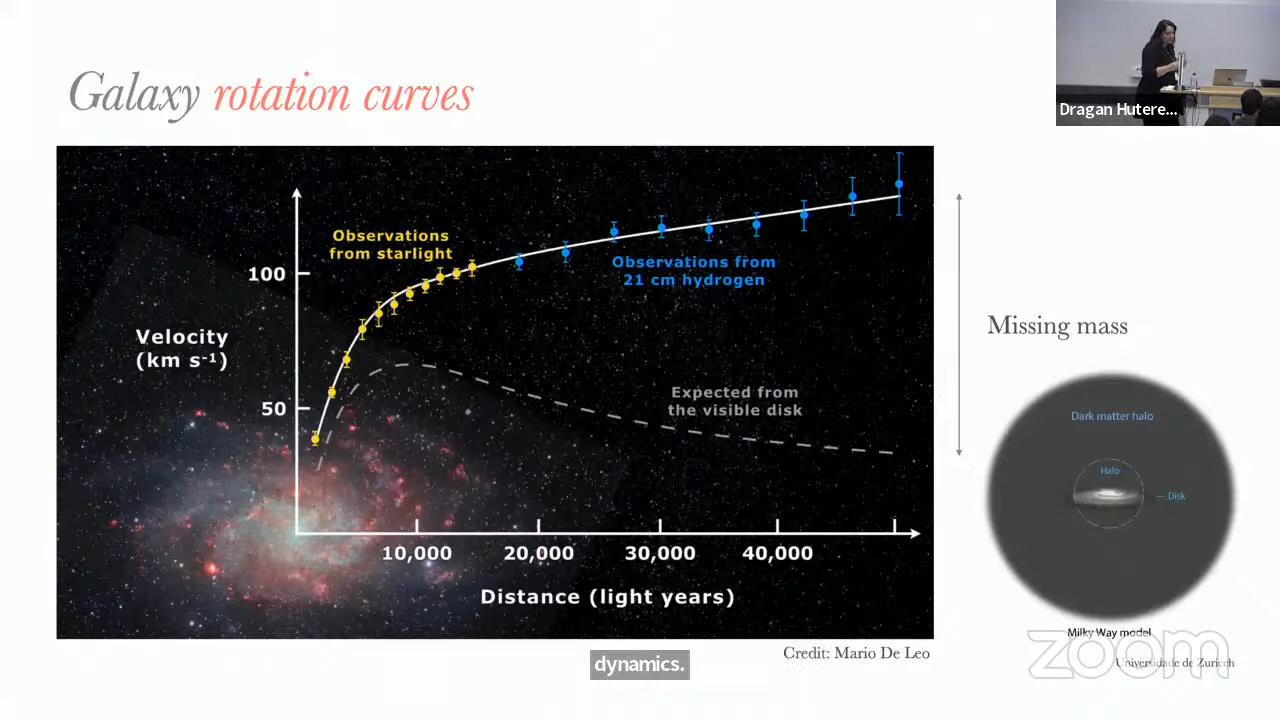 Galaxy rotation curves
Dragan Hutere...
Observations
from starlight
100
Observations from
21 cm hydrogen
Velocity
(km s⁻¹)
Missing mass
50
Expected from
the visible disk
Dark matter halo
Halo
Disk
10,000
20,000
30,000
40,000
Distance (light years)
Milky Way model
zoom
Credit: Mario De Leo
Universidade de Zuricch
dynamics.